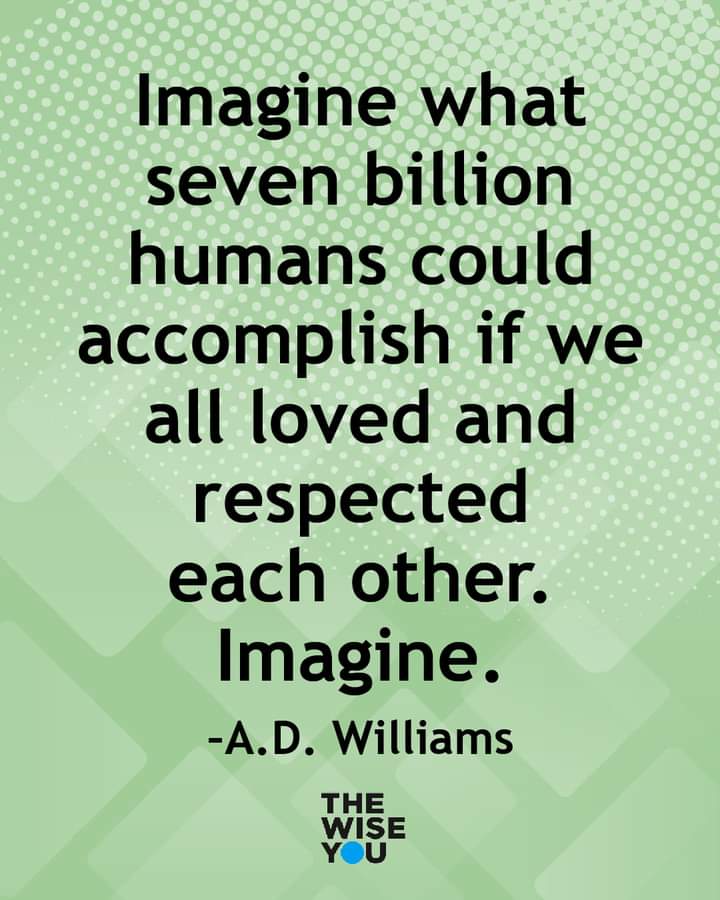 Imagine what
seven billion
humans could
accomplish if we
all loved and
respected
each other.
Imagine.
-A.D. Williams
THE
WISE
YOU